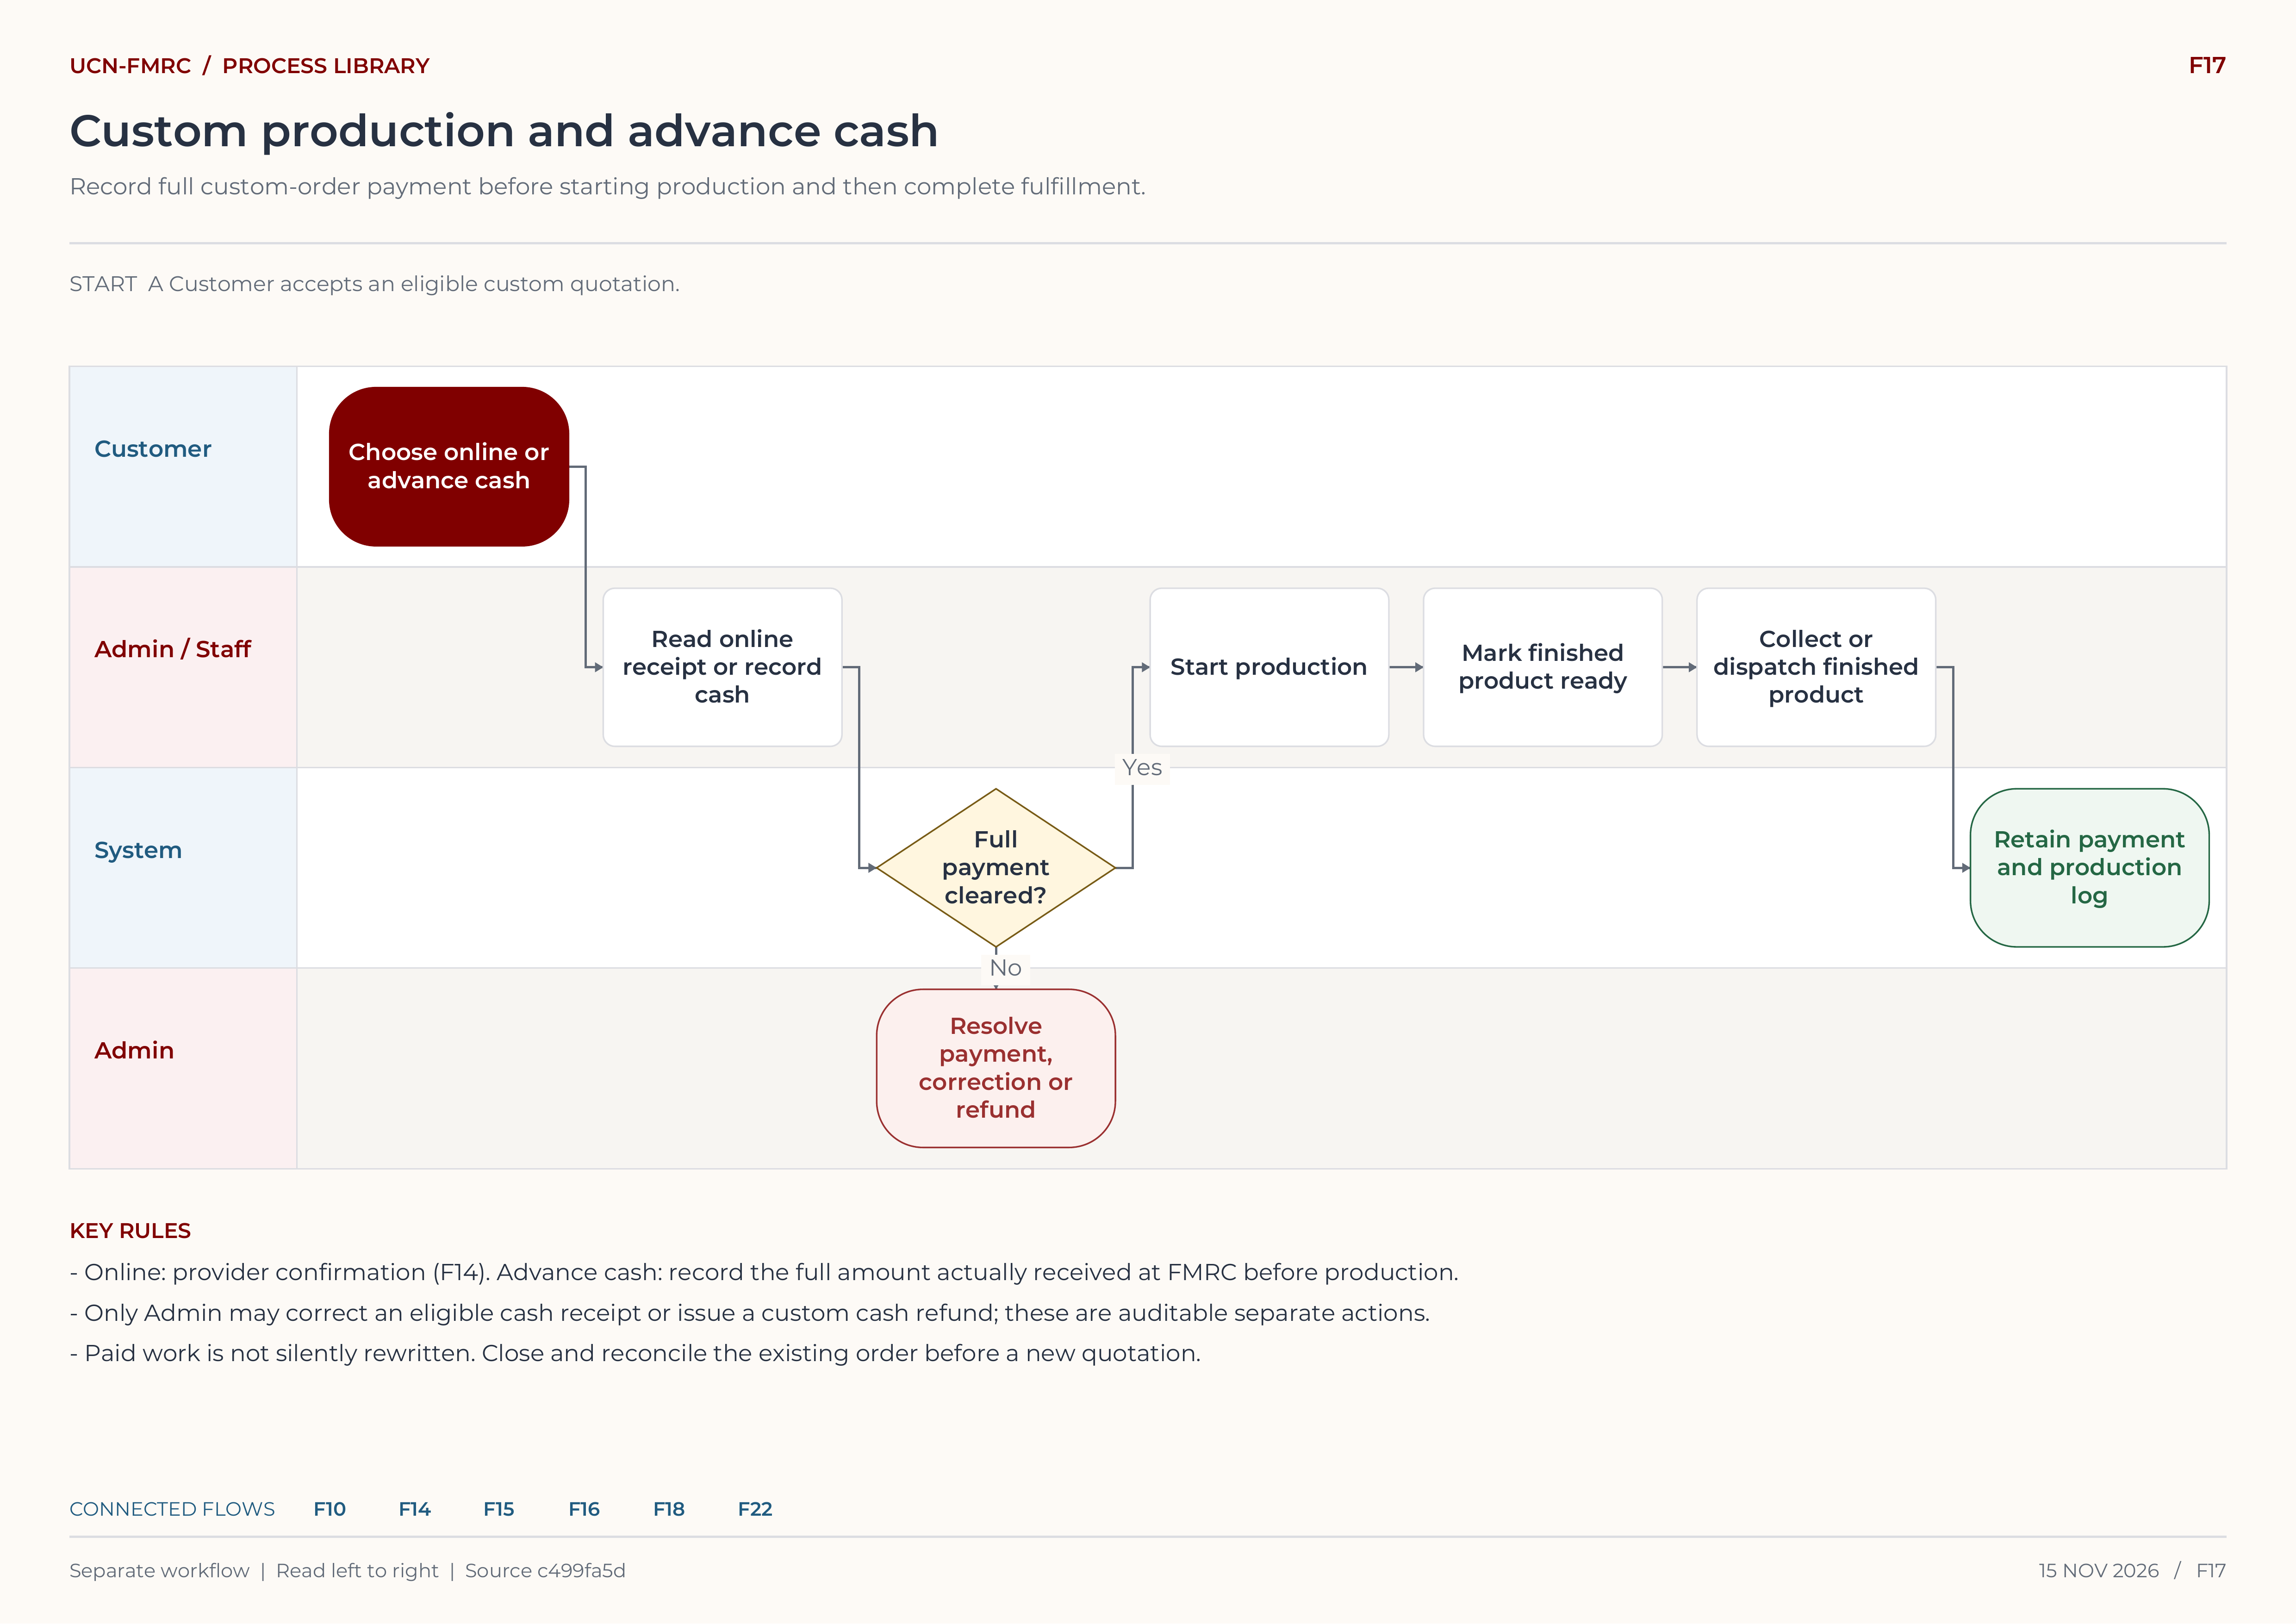 UCN-FMRC / PROCESS LIBRARY
F17
Custom production and advance cash
Record full custom-order payment before starting production and then complete fulfillment.
START A Customer accepts an eligible custom quotation.
Customer
Choose online or
advance cash
Admin / Staff
Read online
receipt or record
cash
Start production
Mark finished
product ready
Collect or
dispatch finished
product
Yes
System
Full
payment
cleared?
Retain payment
and production
log
No
Admin
Resolve
payment,
correction or
refund
KEY RULES
- Online: provider confirmation (F14). Advance cash: record the full amount actually received at FMRC before production.
- Only Admin may correct an eligible cash receipt or issue a custom cash refund; these are auditable separate actions.
- Paid work is not silently rewritten. Close and reconcile the existing order before a new quotation.
CONNECTED FLOWS F10 F14 F15 F16 F18 F22
Separate workflow | Read left to right | Source c499fa5d
15 NOV 2026 / F17